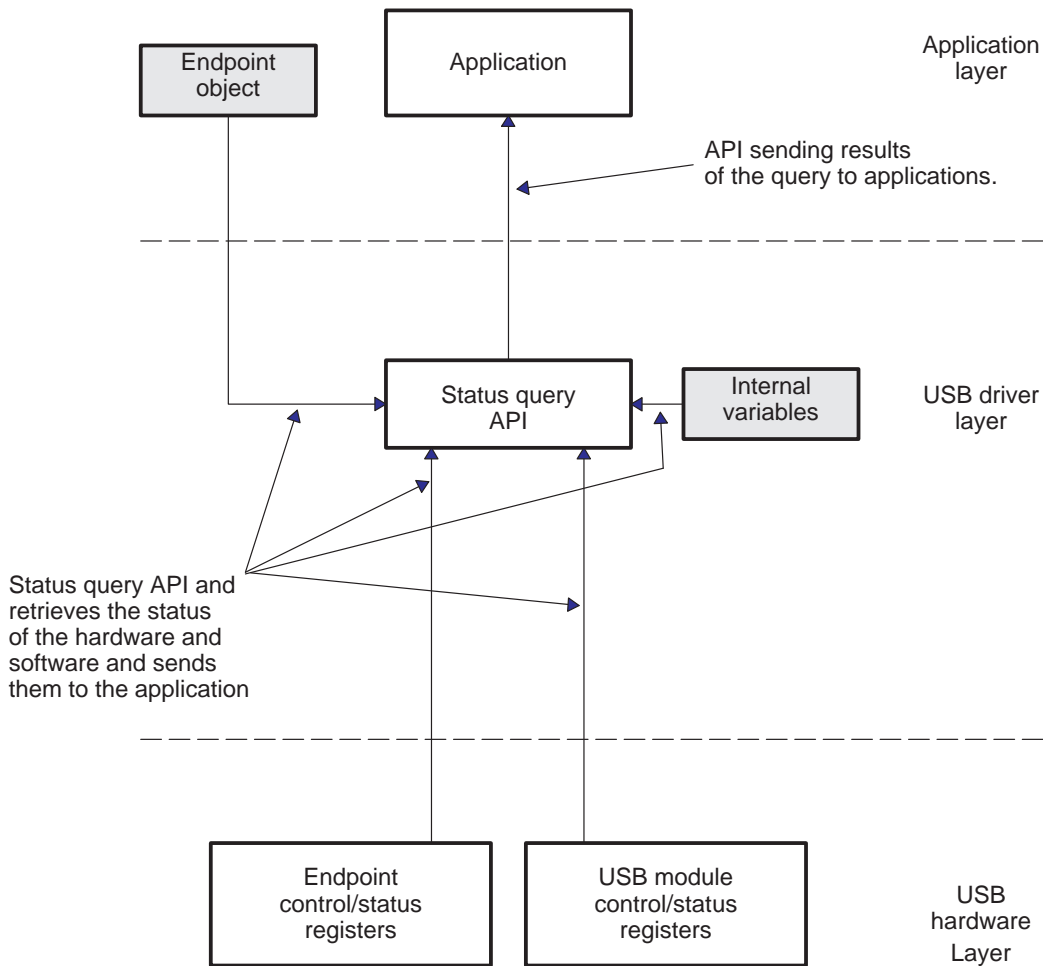 Endpoint
object
Application
Application
layer
API sending results
of the query to applications.
Status query
API
Internal
variables
USB driver
layer
Status query API and
retrieves the status
of the hardware and
software and sends
them to the application
Endpoint
control/status
registers
USB module
control/status
registers
USB
hardware
Layer